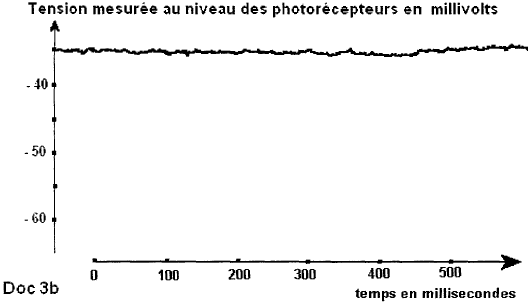 Tension mesurée au niveau des photorécepteurs en millivolts
- 40
- 50
- 60
0 100 200 300 400 500
Doc 3b
temps en millisecondes